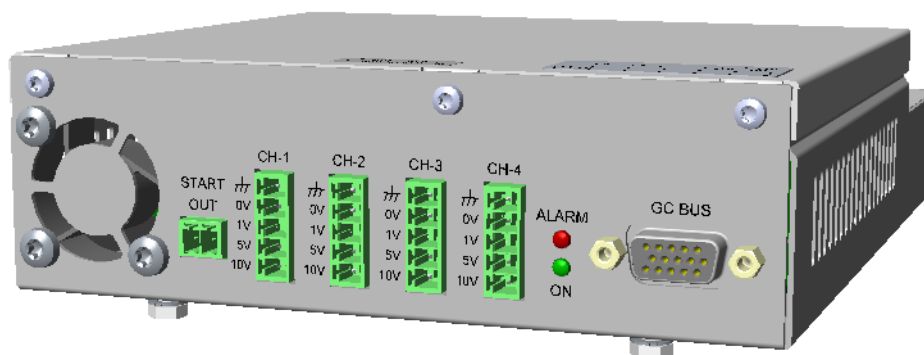 START
OUT
CH-1
0V
1V
5V
10V
CH-2
0V
1V
5V
10V
CH-3
0V
1V
5V
10V
CH-4
0V
1V
5V
10V
ALARM
ON
GC BUS